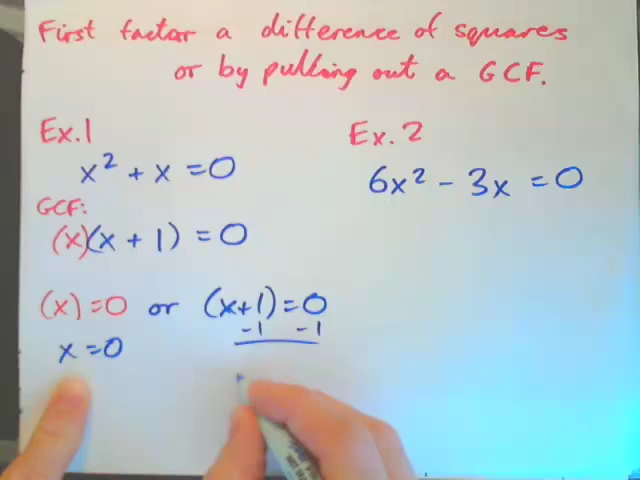 First factor a difference of squares
or by pulling out a GCF.
Ex.1
x² + x = 0
GCF:
(x)(x + 1) = 0
(x) = 0 or (x+1) = 0
-1 -1
x = 0
Ex. 2
6x² - 3x = 0